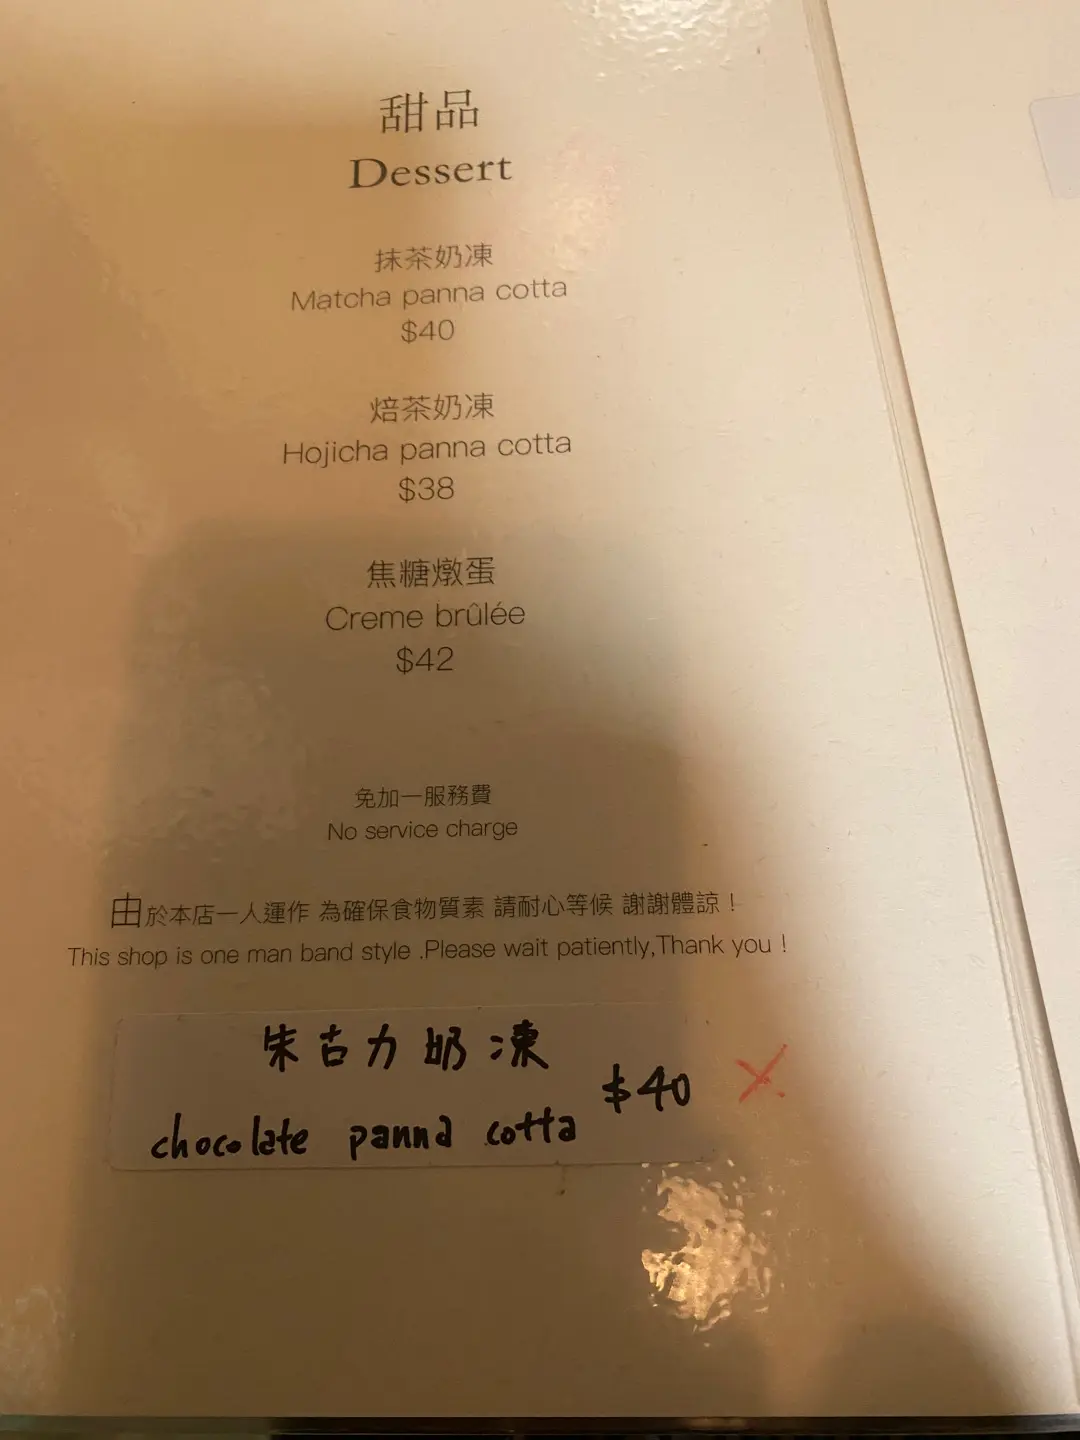 甜品
Dessert
抹茶奶凍
Matcha panna cotta
$40
焙茶奶凍
Hojicha panna cotta
$38
焦糖燉蛋
Creme brûlée
$42
免加一服務費
No service charge
由於本店一人運作 為確保食物質素 請耐心等候 謝謝體諒！
This shop is one man band style .Please wait patiently,Thank you !
朱古力奶凍
$40
chocolate panna cotta